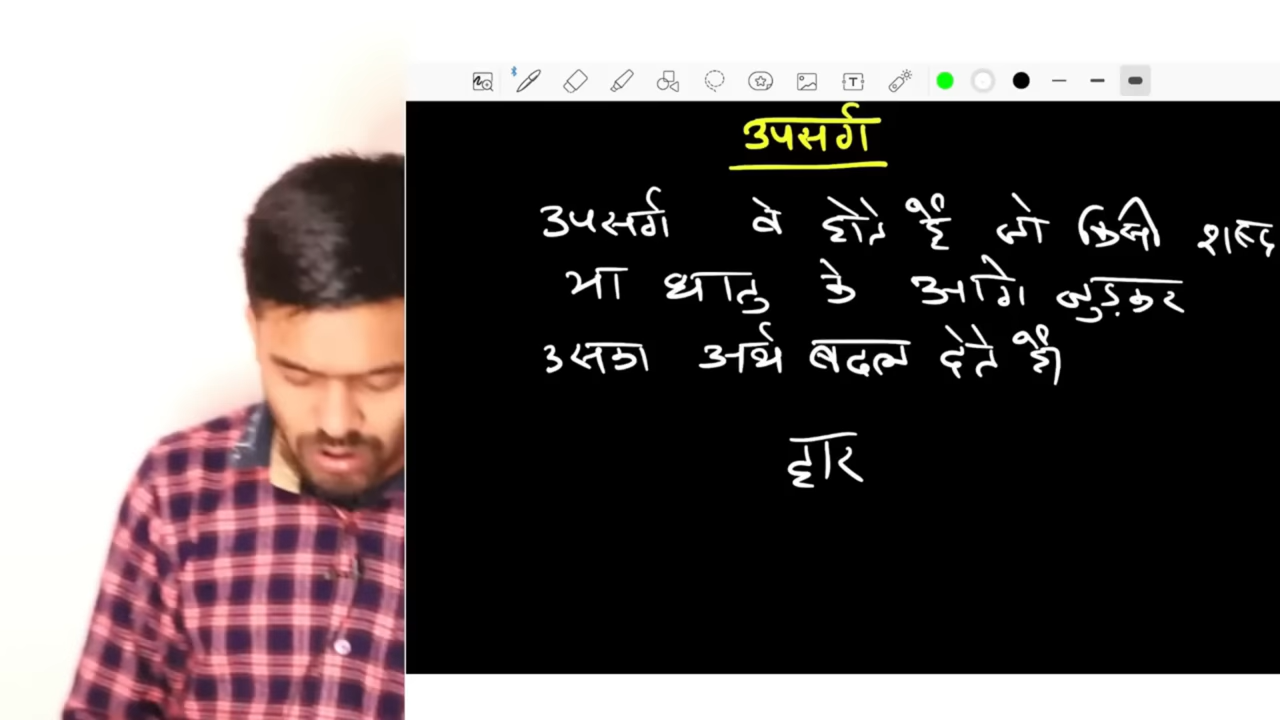 उपसर्ग
उपसर्ग वे होते है जो किसी शब्द
या धातु के आगे जुड़कर
उसका अर्थ बदल देते है
हार